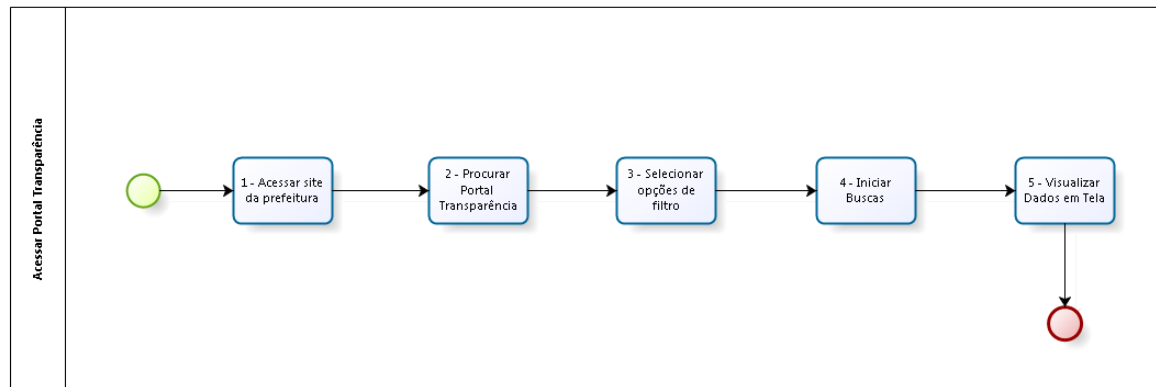 Acessar Portal Transparência
1 - Acessar site
da prefeitura
2 - Procurar
Portal
Transparência
3 - Selecionar
opções de
filtro
4 - Iniciar
Buscas
5 - Visualizar
Dados em Tela